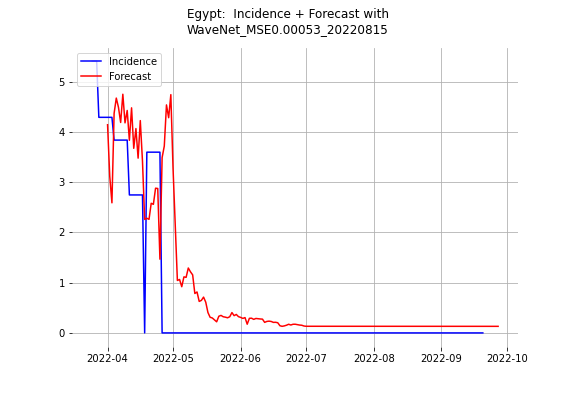 Egypt:  Incidence + Forecast with
WaveNet_MSE0.00053_20220815
Incidence
Forecast
5
4
3
2
1
0
2022-04 2022-05 2022-06 2022-07 2022-08 2022-09 2022-10